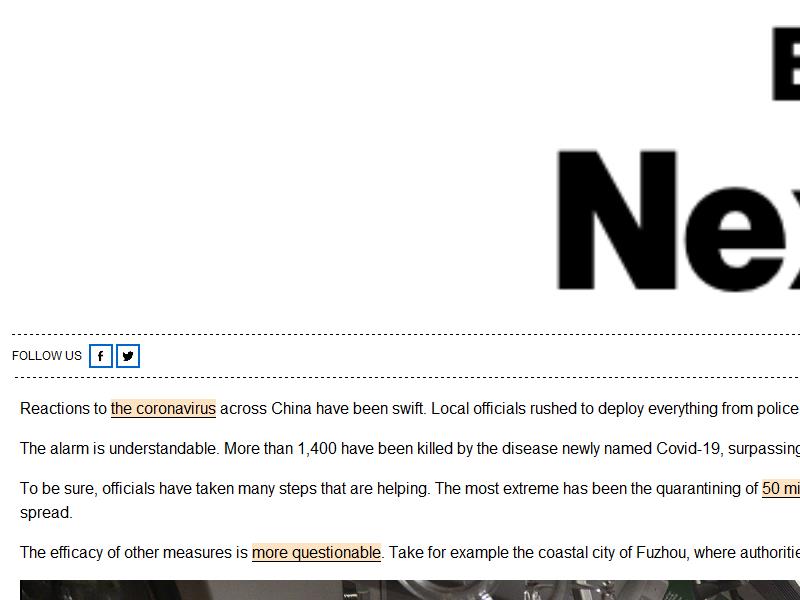 Ne
FOLLOW US
Reactions to the coronavirus across China have been swift. Local officials rushed to deploy everything from police
The alarm is understandable. More than 1,400 have been killed by the disease newly named Covid-19, surpassing
To be sure, officials have taken many steps that are helping. The most extreme has been the quarantining of 50 mi
spread.
The efficacy of other measures is more questionable. Take for example the coastal city of Fuzhou, where authoritie